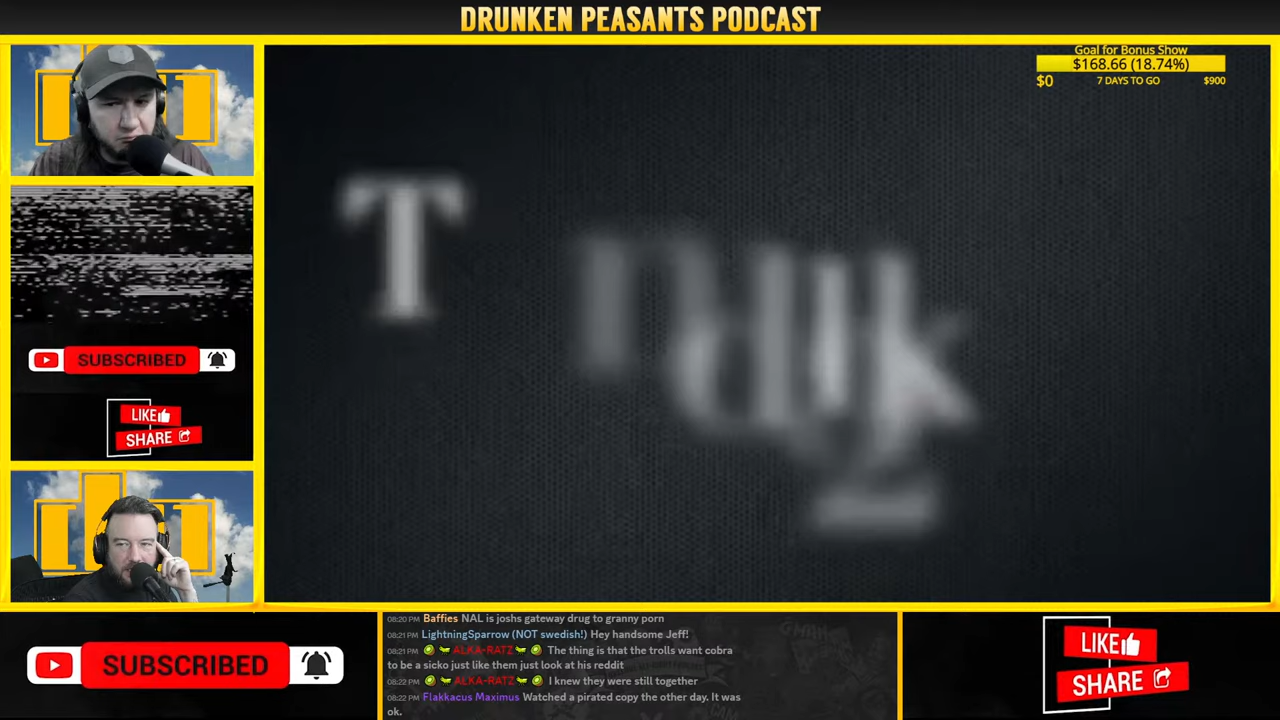 DRUNKEN PEASANTS PODCAST
Goal for Bonus Show
$168.66 (18.74%)
$0 7 DAYS TO GO $900
SUBSCRIBED
LIKE
SHARE
08:20 PM Baffies NAL is joshs gateway drug to granny porn
08:21 PM LightningSparrow (NOT swedish!) Hey handsome Jeff!
08:21 PM ALKA-RATZ The thing is that the trolls want cobra
to be a sicko just like them just look at his reddit
08:22 PM ALKA-RATZ I knew they were still together
08:22 PM Flakkacus Maximus Watched a pirated copy the other day. It was
ok.
SUBSCRIBED
LIKE
SHARE